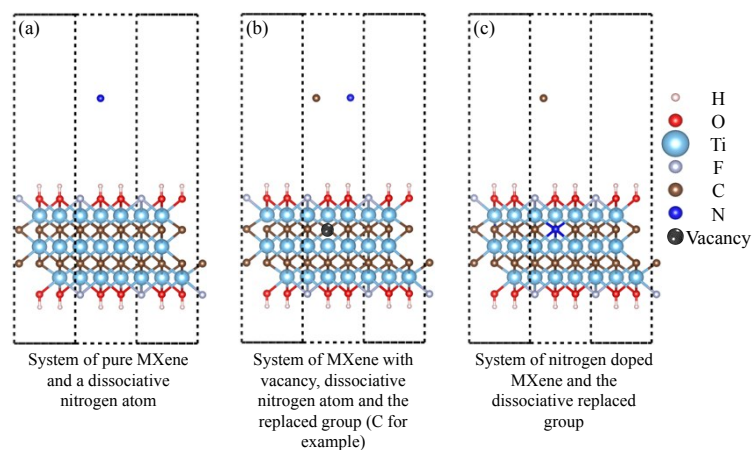 (a)
(b)
(c)
H
O
Ti
F
C
N
Vacancy
System of pure MXene
and a dissociative
nitrogen atom
System of MXene with
vacancy, dissociative
nitrogen atom and the
replaced group (C for
example)
System of nitrogen doped
MXene and the
dissociative replaced
group